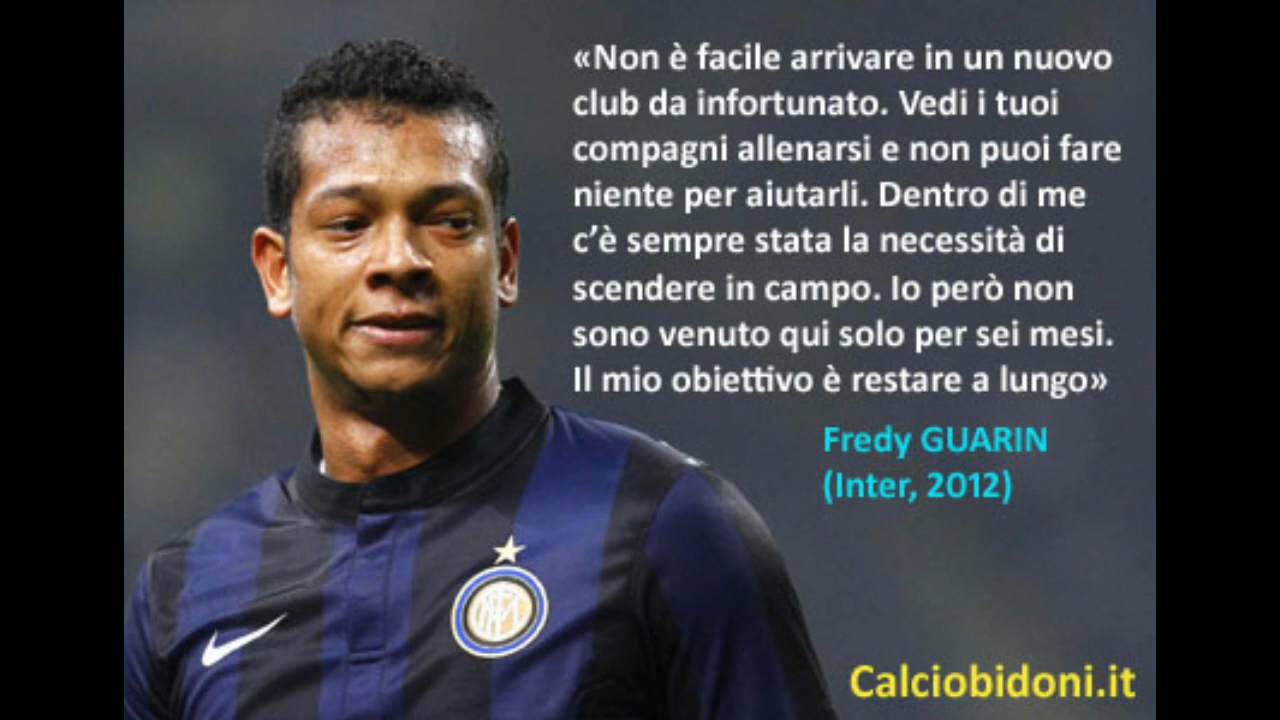 «Non è facile arrivare in un nuovo
club da infortunato. Vedi i tuoi
compagni allenarsi e non puoi fare
niente per aiutarli. Dentro di me
c’è sempre stata la necessità di
scendere in campo. Io però non
sono venuto qui solo per sei mesi.
Il mio obiettivo è restare a lungo»
Fredy GUARIN
(Inter, 2012)
Calciobidoni.it